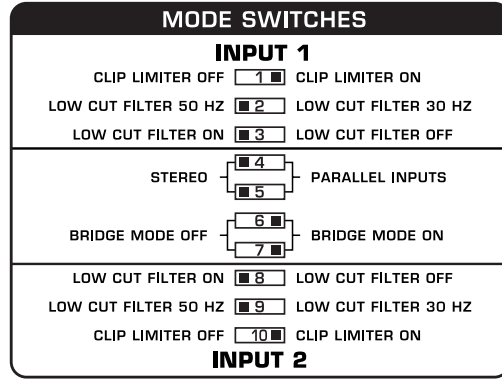 MODE SWITCHES
INPUT 1
CLIP LIMITER OFF 1 CLIP LIMITER ON
LOW CUT FILTER 50 HZ 2 LOW CUT FILTER 30 HZ
LOW CUT FILTER ON 3 LOW CUT FILTER OFF
4
STEREO PARALLEL INPUTS
5
6
BRIDGE MODE OFF BRIDGE MODE ON
7
LOW CUT FILTER ON 8 LOW CUT FILTER OFF
LOW CUT FILTER 50 HZ 9 LOW CUT FILTER 30 HZ
CLIP LIMITER OFF 10 CLIP LIMITER ON
INPUT 2